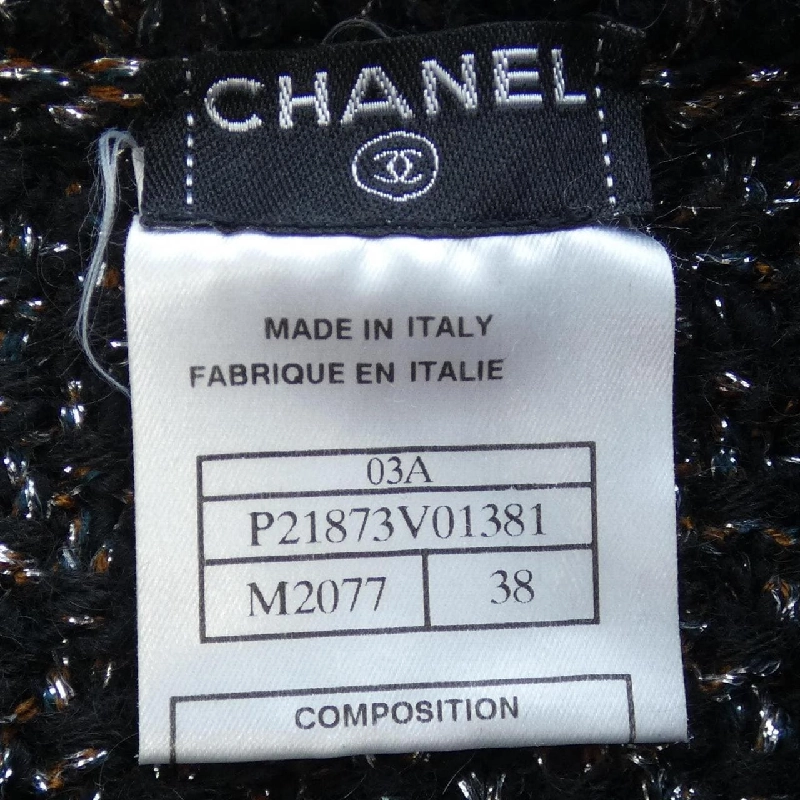 CHANEL
MADE IN ITALY
FABRIQUE EN ITALIE
03A
P21873V01381
M2077 38
COMPOSITION